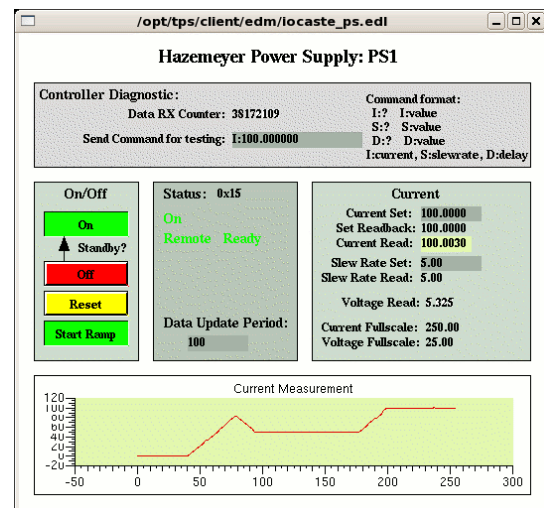 /opt/tps/client/edm/iocaste_ps.edl
Hazemeyer Power Supply: PS1
Controller Diagnostic:
Data RX Counter: 38172109
Send Command for testing: I:100.000000
Command format:
I:? I:value
S:? S:value
D:? D:value
I:current, S:slewrate, D:delay
On/Off
On
Standby?
Off
Reset
Start Ramp
Status: 0x15
On
Remote Ready
Data Update Period:
100
Current
Current Set: 100.0000
Set Readback: 100.0000
Current Read: 100.0030
Slew Rate Set: 5.00
Slew Rate Read: 5.00
Voltage Read: 5.325
Current Fullscale: 250.00
Voltage Fullscale: 25.00
Current Measurement
120
100
80
60
40
20
0
-20
-50 0 50 100 150 200 250 300